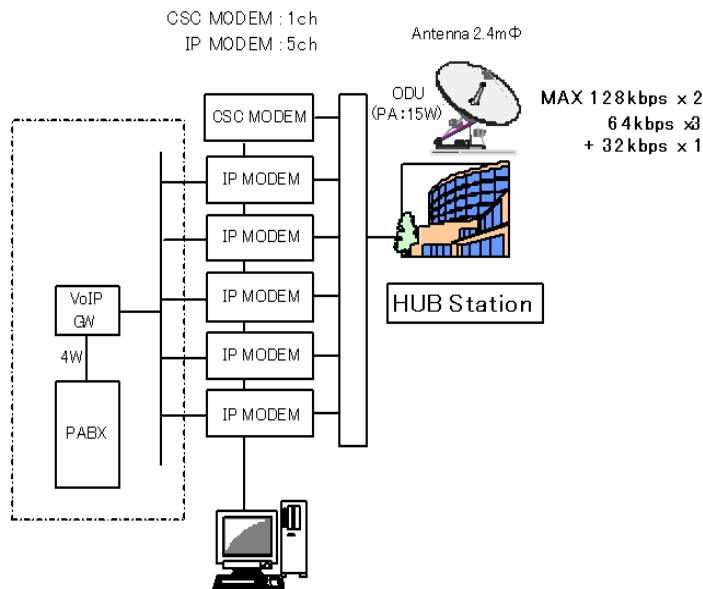 CSC MODEM : 1ch
IP MODEM : 5ch
Antenna 2.4mΦ
ODU
(PA:15W)
MAX 128kbps x 2
64kbps x3
+ 32kbps x 1
CSC MODEM
IP MODEM
IP MODEM
IP MODEM
IP MODEM
IP MODEM
VoIP
GW
4W
PABX
HUB Station